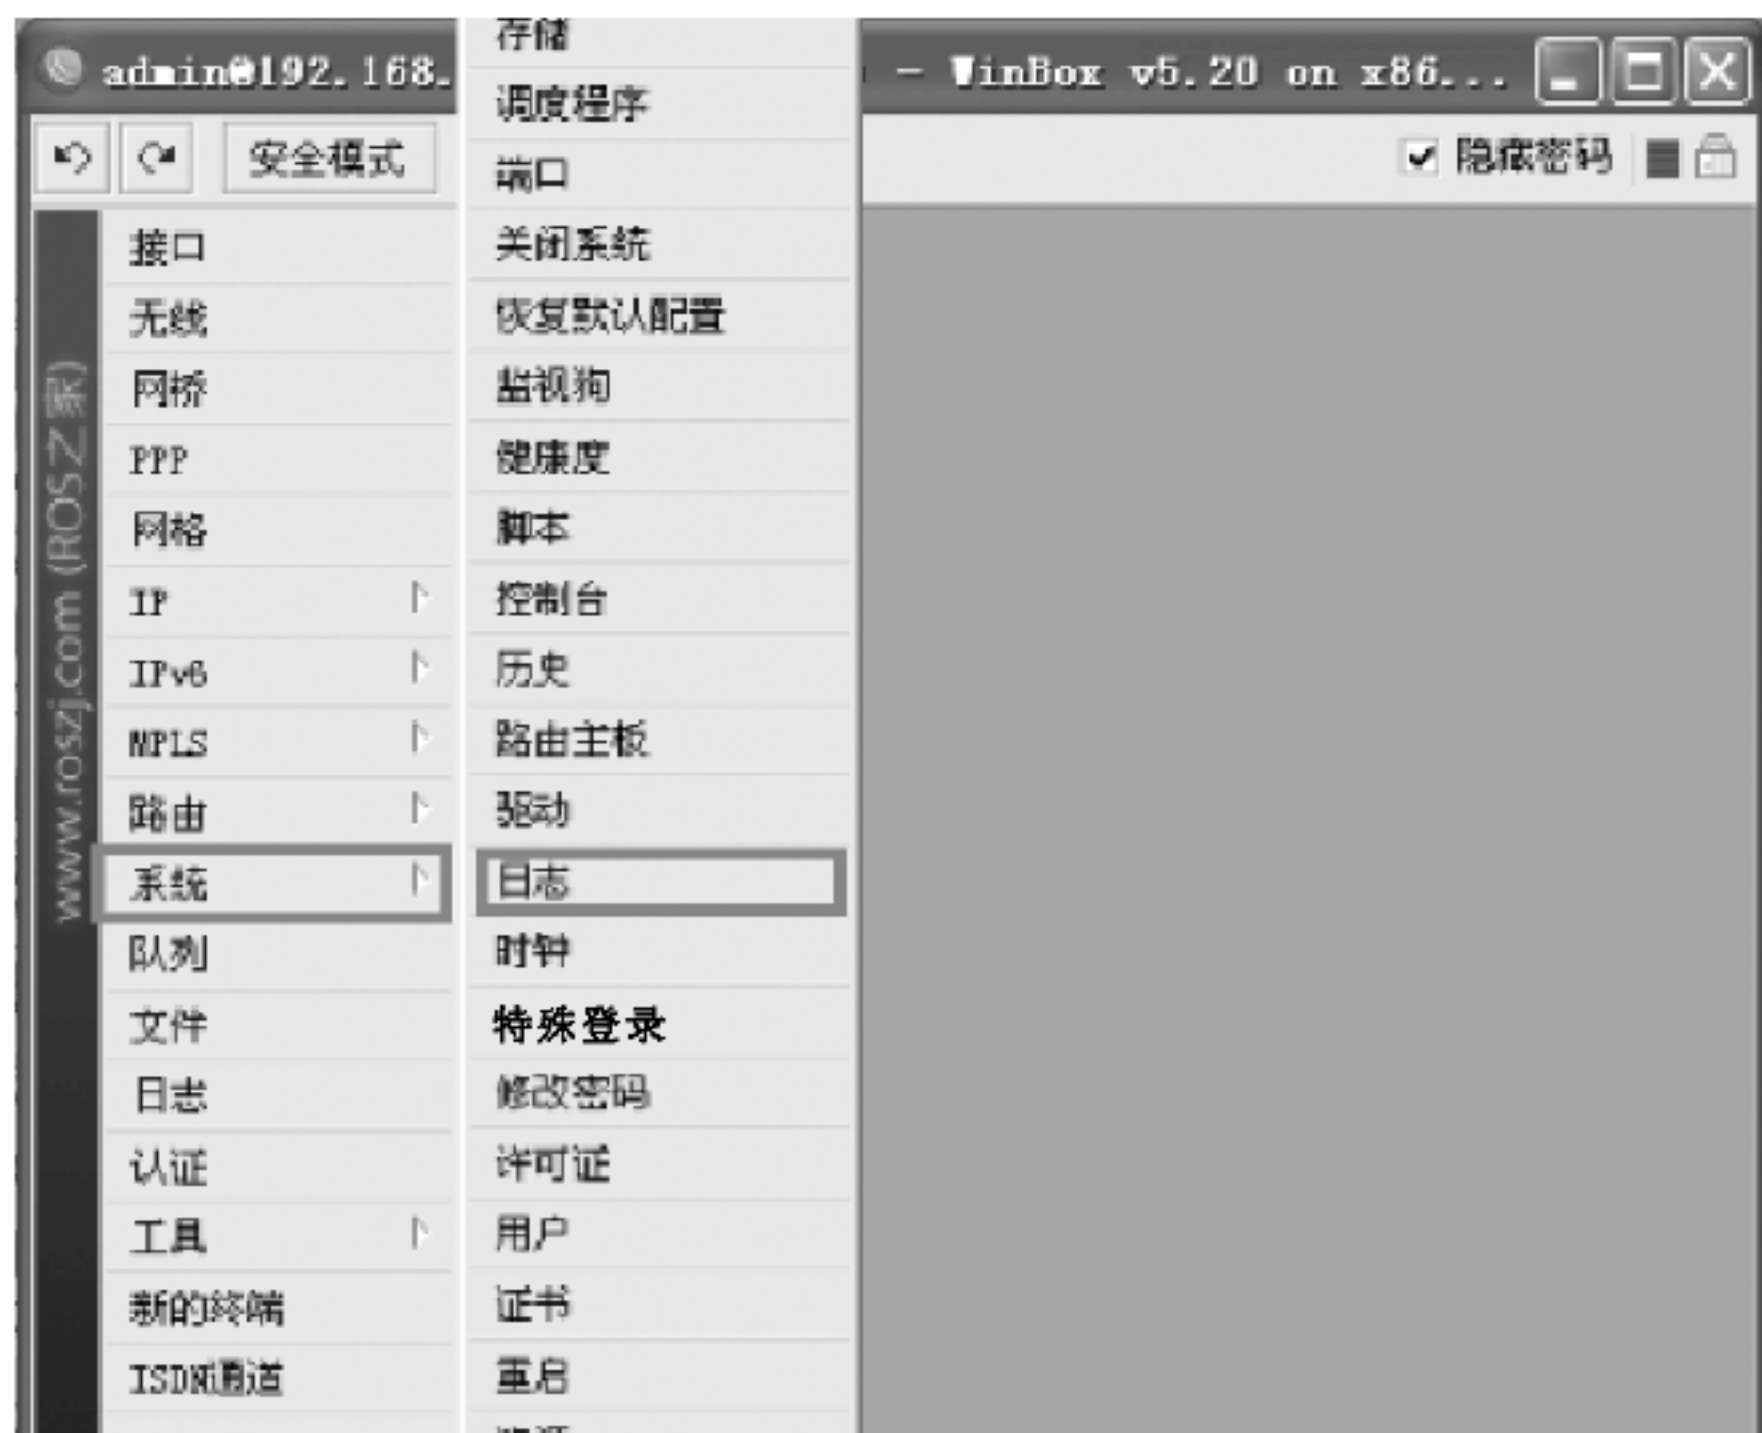 admin@192.168.
- WinBox v5.20 on x86...
安全模式
隐藏密码
接口
无线
网桥
PPP
网格
IP
IPv6
MPLS
路由
系统
队列
文件
日志
认证
工具
新的终端
ISDN通道
存储
调度程序
端口
关闭系统
恢复默认配置
监视狗
健康度
脚本
控制台
历史
路由主板
驱动
日志
时钟
特殊登录
修改密码
许可证
用户
证书
重启
www.roszj.com (ROS之家)